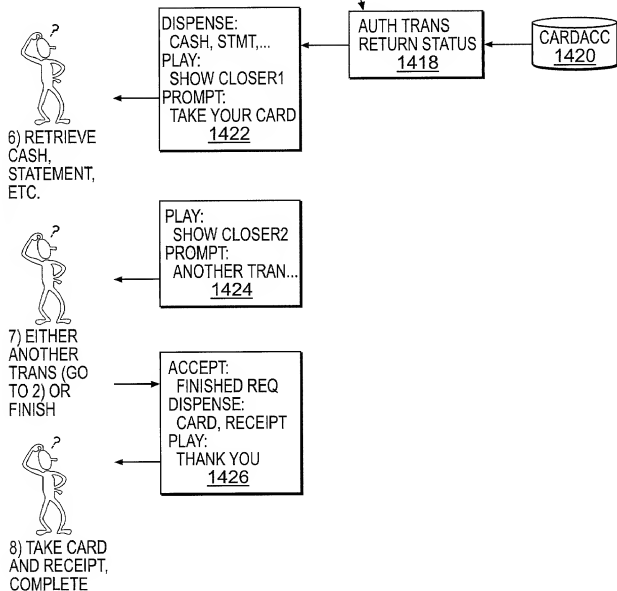 DISPENSE:
CASH, STMT,...
PLAY:
SHOW CLOSER1
PROMPT:
TAKE YOUR CARD
1422
AUTH TRANS
RETURN STATUS
1418
CARDACC
1420
?
6) RETRIEVE
CASH,
STATEMENT,
ETC.
PLAY:
SHOW CLOSER2
PROMPT:
ANOTHER TRAN...
1424
?
7) EITHER
ANOTHER
TRANS (GO
TO 2) OR
FINISH
ACCEPT:
FINISHED REQ
DISPENSE:
CARD, RECEIPT
PLAY:
THANK YOU
1426
?
8) TAKE CARD
AND RECEIPT,
COMPLETE